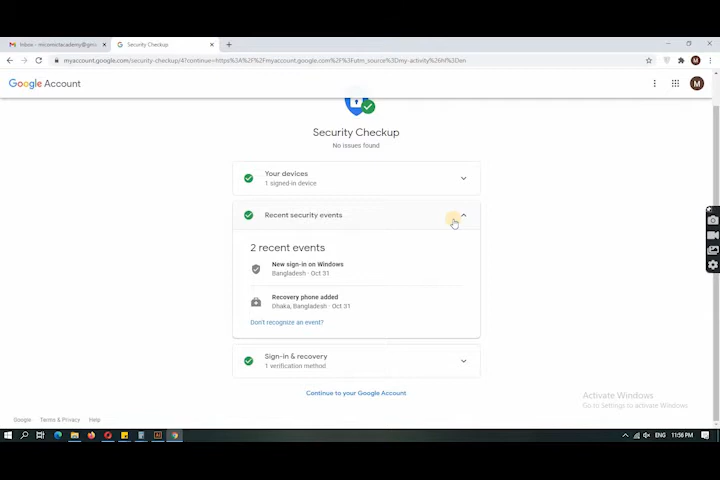 Inbox - miconixtacademy@gmai
Security Checkup
myaccount.google.com/security-checkup/4?continue=https%3A%2F%2Fmyaccount.google.com%2F%3Futm_source%3Dmy-activity%26hl%3Den
Google Account
M
Security Checkup
No issues found
Your devices
1 signed-in device
Recent security events
2 recent events
New sign-in on Windows
Bangladesh · Oct 31
Recovery phone added
Dhaka, Bangladesh · Oct 31
Don't recognize an event?
Sign-in & recovery
1 verification method
Continue to your Google Account
Activate Windows
Go to Settings to activate Windows.
Google Terms & Privacy Help
ENG 11:56 PM